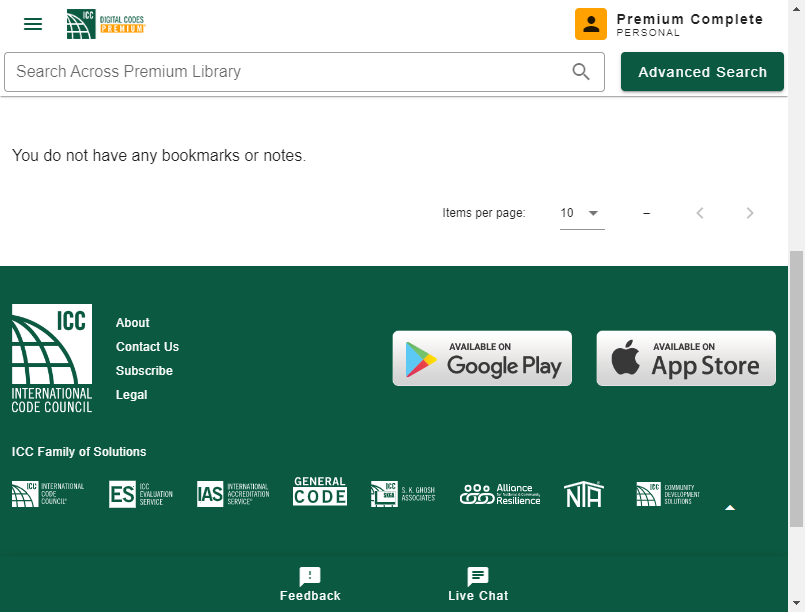 ICC
DIGITAL CODES
PREMIUM
Premium Complete
PERSONAL
Search Across Premium Library
Advanced Search
You do not have any bookmarks or notes.
Items per page:
10
–
ICC
INTERNATIONAL
CODE COUNCIL
About
Contact Us
Subscribe
Legal
AVAILABLE ON
Google Play
AVAILABLE ON
App Store
ICC Family of Solutions
ICC
INTERNATIONAL
CODE
COUNCIL®
ES
ICC
EVALUATION
SERVICE
IAS
INTERNATIONAL
ACCREDITATION
SERVICE®
GENERAL
CODE
ICC
SKGA
S. K. GHOSH
ASSOCIATES
Alliance
for National & Community
Resilience
NTA
ICC
COMMUNITY
DEVELOPMENT
SOLUTIONS
Feedback
Live Chat